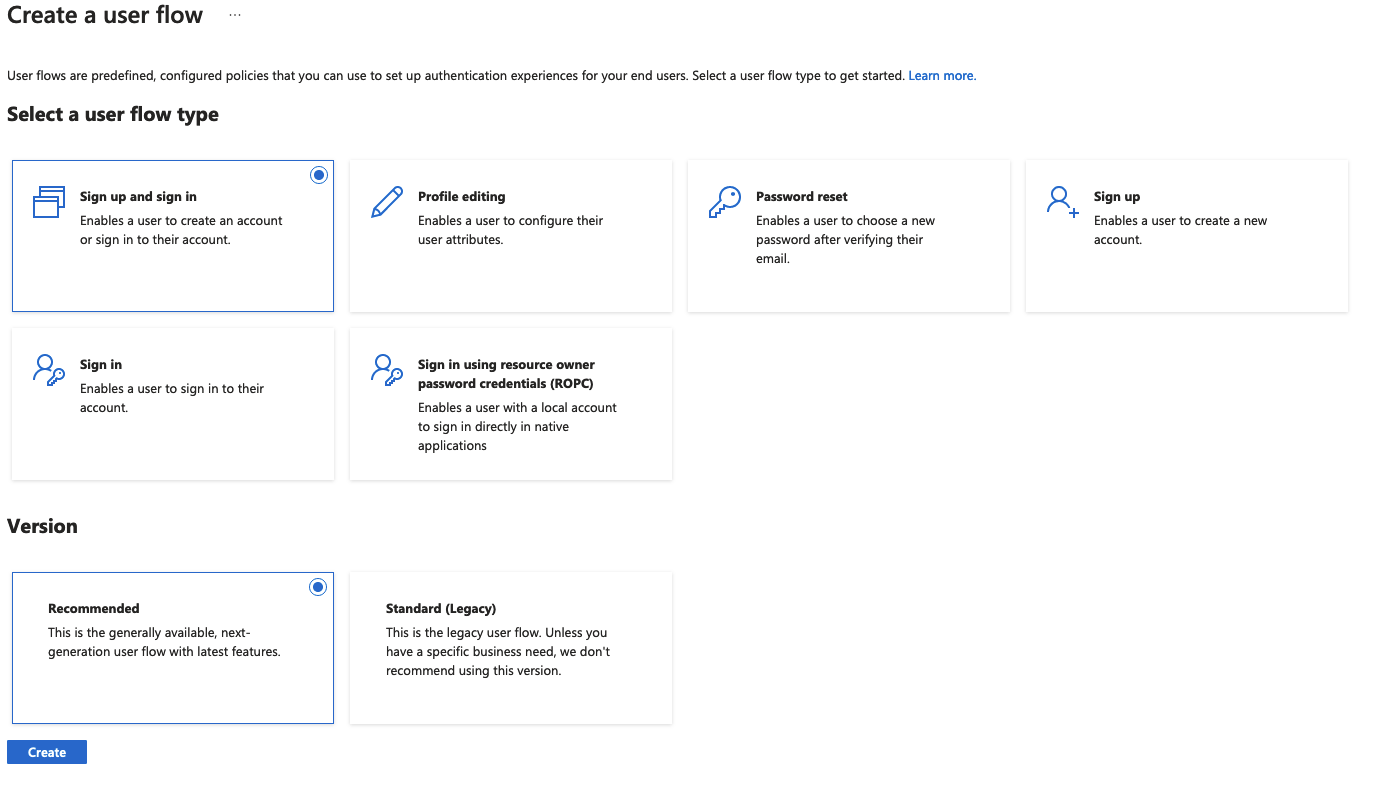 Create a user flow ...
User flows are predefined, configured policies that you can use to set up authentication experiences for your end users. Select a user flow type to get started. Learn more.
Select a user flow type
Sign up and sign in
Enables a user to create an account
or sign in to their account.
Profile editing
Enables a user to configure their
user attributes.
Password reset
Enables a user to choose a new
password after verifying their
email.
Sign up
Enables a user to create a new
account.
Sign in
Enables a user to sign in to their
account.
Sign in using resource owner
password credentials (ROPC)
Enables a user with a local account
to sign in directly in native
applications
Version
Recommended
This is the generally available, next-
generation user flow with latest features.
Standard (Legacy)
This is the legacy user flow. Unless you
have a specific business need, we don't
recommend using this version.
Create